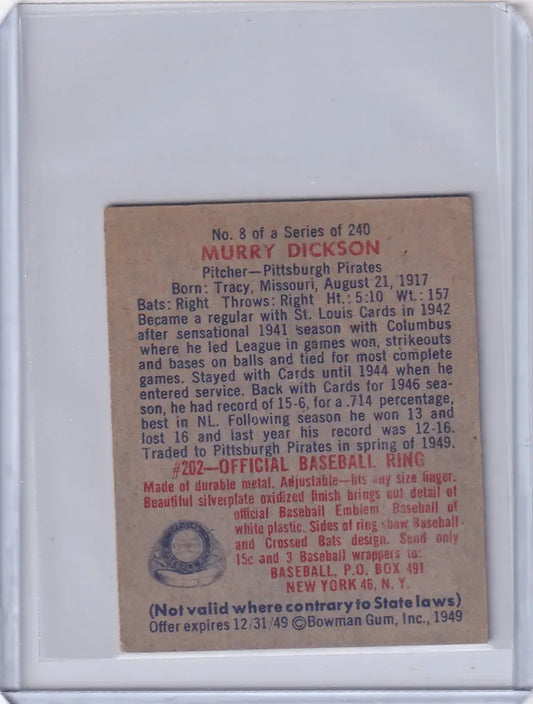 No. 8 of a Series of 240
MURRY DICKSON
Pitcher—Pittsburgh Pirates
Born: Tracy, Missouri, August 21, 1917
Bats: Right Throws: Right Ht.: 5:10 Wt.: 157
Became a regular with St. Louis Cards in 1942
after sensational 1941 season with Columbus
where he led League in games won, strikeouts
and bases on balls and tied for most complete
games. Stayed with Cards until 1944 when he
entered service. Back with Cards for 1946 sea-
son, he had record of 15-6, for a .714 percentage,
best in NL. Following season he won 13 and
lost 16 and last year his record was 12-16.
Traded to Pittsburgh Pirates in spring of 1949.
#202—OFFICIAL BASEBALL RING
Made of durable metal. Adjustable—fits any size finger.
Beautiful silverplate oxidized finish brings out detail of
official Baseball Emblem. Baseball of
white plastic. Sides of ring show Baseball
and Crossed Bats design. Send only
15c and 3 Baseball wrappers to:
BASEBALL, P.O. BOX 491
NEW YORK 46, N. Y.
(Not valid where contrary to State laws)
Offer expires 12/31/49 ©Bowman Gum, Inc., 1949